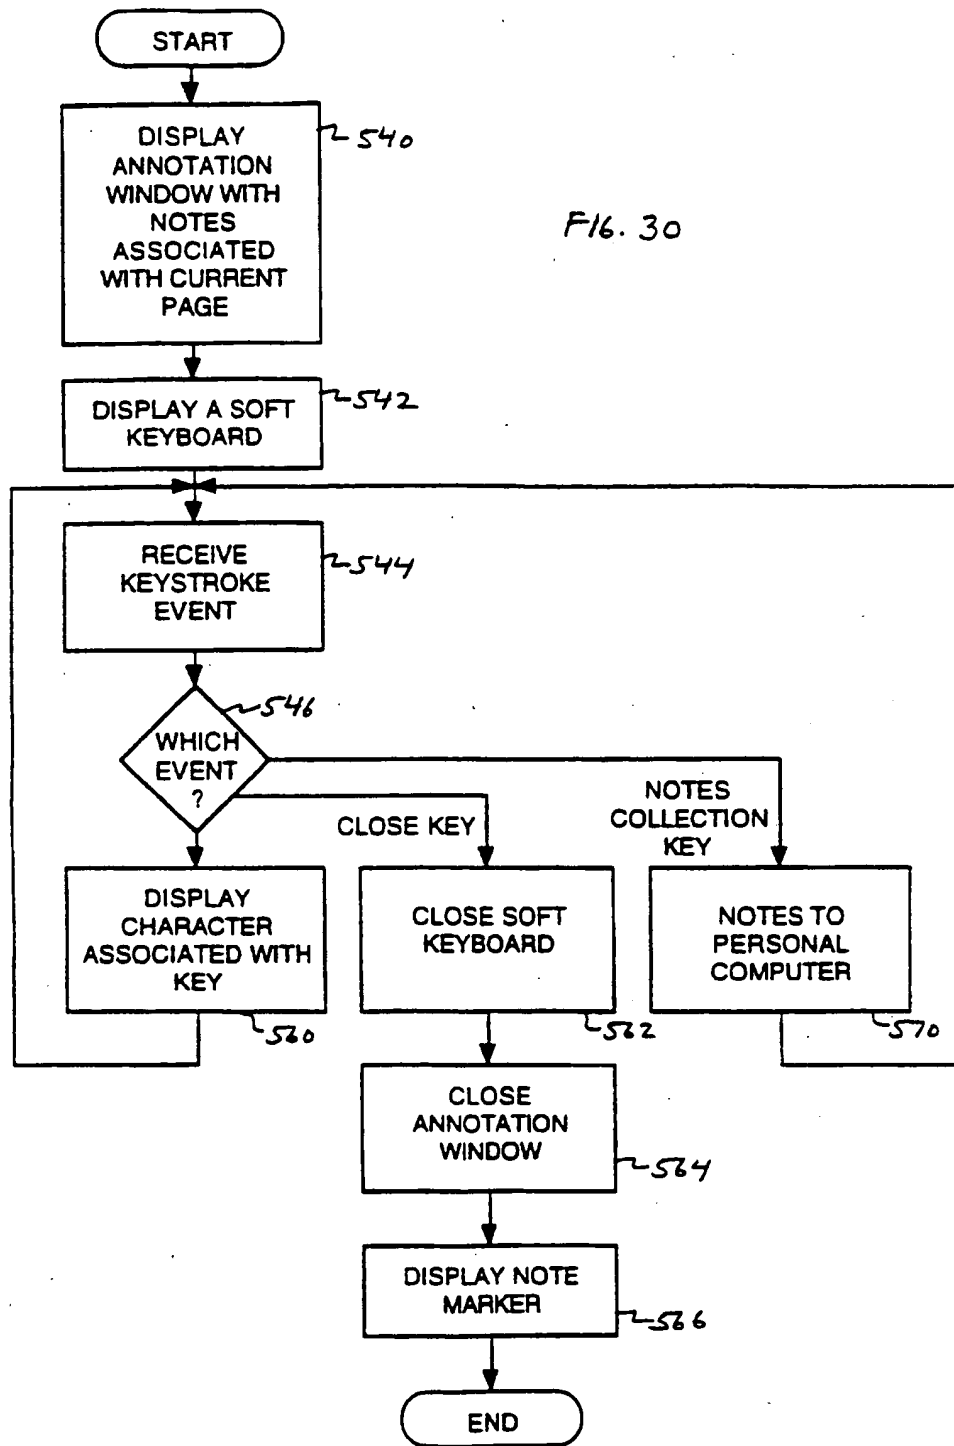 START
DISPLAY
ANNOTATION
WINDOW WITH
NOTES
ASSOCIATED
WITH CURRENT
PAGE
540
FIG. 30
DISPLAY A SOFT
KEYBOARD
542
RECEIVE
KEYSTROKE
EVENT
544
WHICH
EVENT
?
546
CLOSE KEY
NOTES
COLLECTION
KEY
DISPLAY
CHARACTER
ASSOCIATED WITH
KEY
560
CLOSE SOFT
KEYBOARD
562
NOTES TO
PERSONAL
COMPUTER
570
CLOSE
ANNOTATION
WINDOW
564
DISPLAY NOTE
MARKER
566
END